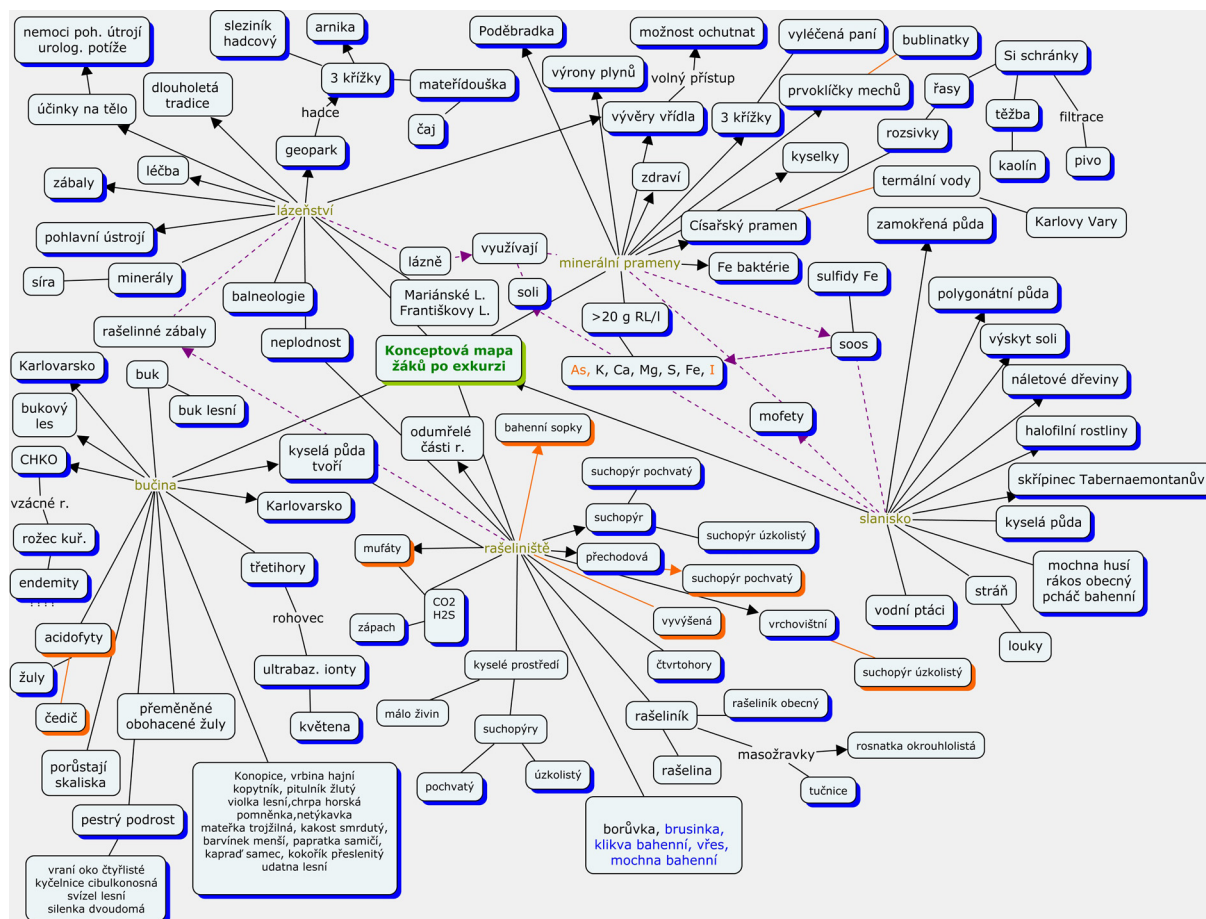 nemoci poh. útrojí
urolog. potíže
sleziník
hadcový
arnika
Poděbradka
možnost ochutnat
vyléčená paní
bublinatky
Si schránky
dlouholetá
tradice
3 křížky
mateřídouška
výrony plynů
volný přístup
prvoklíčky mechů
řasy
účinky na tělo
hadce
čaj
vývěry vřídla
3 křížky
rozsivky
těžba
filtrace
geopark
léčba
zábaly
zdraví
kyselky
kaolín
pivo
termální vody
lázeňství
pohlavní ústrojí
Císařský pramen
zamokřená půda
Karlovy Vary
využívají
lázně
minerální prameny
Fe baktérie
síra
minerály
sulfidy Fe
balneologie
Mariánské L.
Františkovy L.
soli
polygonátní půda
>20 g RL/l
rašelinné zábaly
neplodnost
Konceptová mapa
žáků po exkurzi
soos
výskyt soli
Karlovarsko
buk
As, K, Ca, Mg, S, Fe, I
náletové dřeviny
buk lesní
bukový
les
mofety
odumřelé
části r.
bahenní sopky
halofilní rostliny
CHKO
kyselá půda
tvoří
suchopýr pochvatý
skřípinec Tabernaemontanův
bučina
vzácné r.
Karlovarsko
suchopýr
slanisko
kyselá půda
rožec kuř.
suchopýr úzkolistý
mufáty
rašeliniště
přechodová
třetihory
endemity
!!!!
suchopýr pochvatý
mochna husí
rákos obecný
pcháč bahenní
stráň
CO2
H2S
vodní ptáci
rohovec
zápach
vyvýšená
vrchovištní
acidofyty
louky
žuly
ultrabaz. ionty
kyselé prostředí
čtvrtohory
suchopýr úzkolistý
čedič
přeměněné
obohacené žuly
květena
málo živin
suchopýry
rašeliník
rašeliník obecný
masožravky
rosnatka okrouhlolistá
porůstají
skaliska
pochvatý
úzkolistý
rašelina
tučnice
Konopice, vrbina hajní
kopytník, pitulník žlutý
violka lesní,chrpa horská
pomněnka,netýkavka
mateřka trojžilná, kakost smrdutý,
barvínek menší, papratka samičí,
kapraď samec, kokořík přeslenitý
udatna lesní
pestrý podrost
borůvka, brusinka,
klikva bahenní, vřes,
mochna bahenní
vraní oko čtyřlisté
kyčelnice cibulkonosná
svízel lesní
silenka dvoudomá